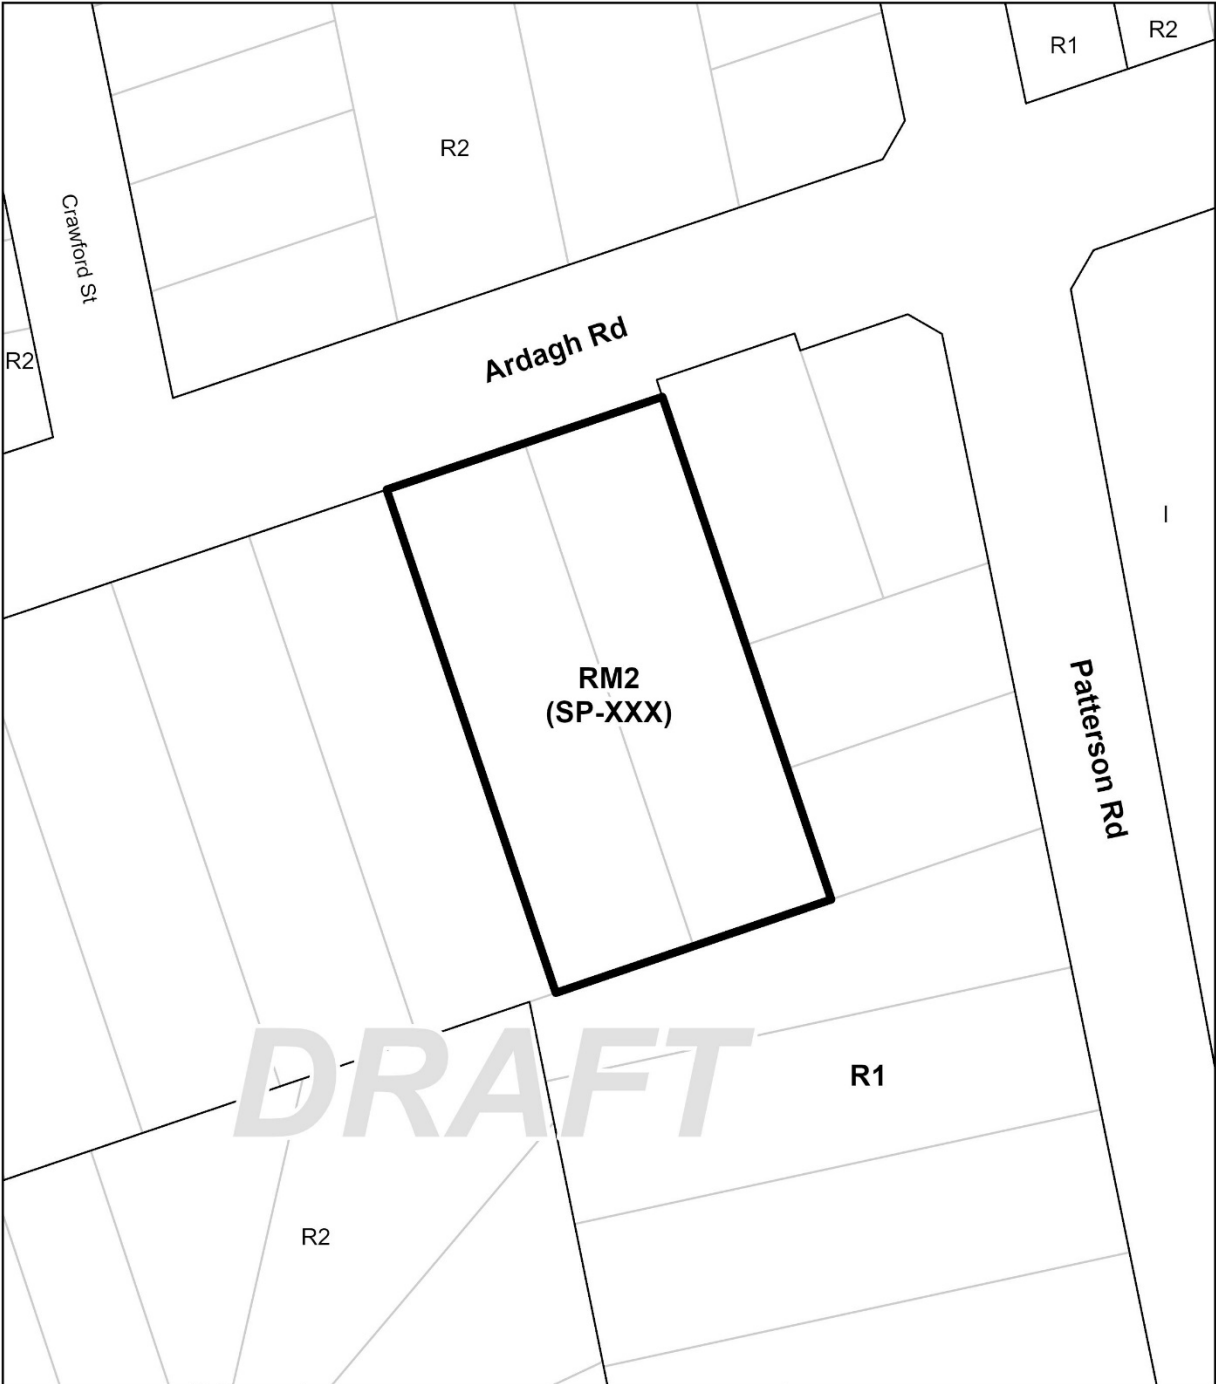 R1
R2
R2
Crawford St
R2
Ardagh Rd
I
RM2
(SP-XXX)
Patterson Rd
DRAFT
R1
R2